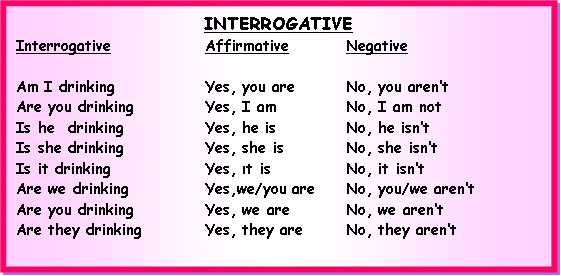 INTERROGATIVE
Interrogative Affirmative Negative
Am I drinking Yes, you are No, you aren't
Are you drinking Yes, I am No, I am not
Is he drinking Yes, he is No, he isn't
Is she drinking Yes, she is No, she isn't
Is it drinking Yes, it is No, it isn't
Are we drinking Yes,we/you are No, you/we aren't
Are you drinking Yes, we are No, we aren't
Are they drinking Yes, they are No, they aren't